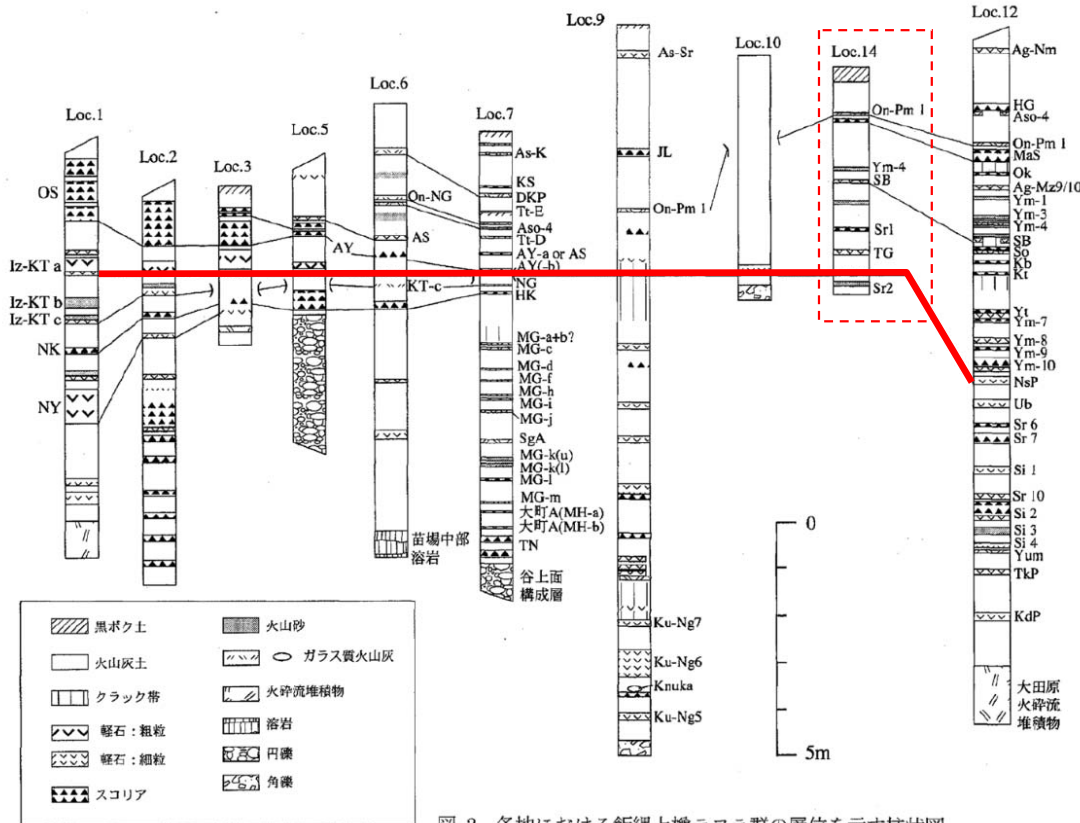 Loc.1
OS
Iz-KT a
Iz-KT b
Iz-KT c
NK
NY
Loc.2
Loc.3
Loc.5
AY
Loc.6
On-NG
AS
KT-c
苗場中部
溶岩
Loc.7
As-K
KS
DKP
Tt-E
Aso-4
Tt-D
AY-a or AS
AY(-b)
NG
HK
MG-a+b?
MG-c
MG-d
MG-f
MG-h
MG-i
MG-j
SgA
MG-k(u)
MG-k(l)
MG-l
MG-m
大町A(MH-a)
大町A(MH-b)
TN
谷上面
構成層
Loc.9
As-Sr
JL
On-Pm 1
Ku-Ng7
Ku-Ng6
Knuka
Ku-Ng5
Loc.10
Loc.14
On-Pm 1
Ym-4
SB
Sr1
TG
Sr2
Loc.12
Ag-Nm
HG
Aso-4
On-Pm 1
MaS
Ok
Ag-Mz9/10
Ym-1
Ym-3
Ym-4
SB
So
Kb
Kt
Yt
Ym-7
Ym-8
Ym-9
Ym-10
NsP
Ub
Sr 6
Sr 7
Si 1
Sr 10
Si 2
Si 3
Si 4
Yum
TkP
KdP
大田原
火砕流
堆積物
0
5m
黒ボク土
火山灰土
クラック帯
軽石：粗粒
軽石：細粒
スコリア
火山砂
ガラス質火山灰
火砕流堆積物
溶岩
円礫
角礫